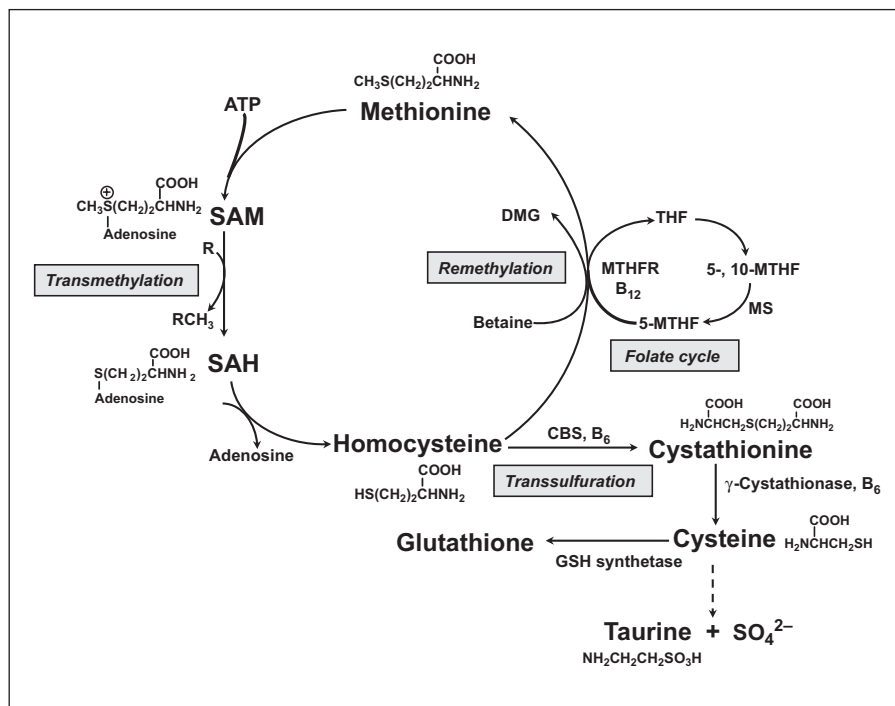 COOH
CH₃S(CH₂)₂CHNH₂
Methionine
ATP
COOH
⊕
CH₃S(CH₂)₂CHNH₂
Adenosine
SAM
R
Transmethylation
RCH₃
COOH
S(CH₂)₂CHNH₂
Adenosine
SAH
Adenosine
DMG
THF
Remethylation
MTHFR
B₁₂
5-, 10-MTHF
MS
Betaine
5-MTHF
Folate cycle
Homocysteine
COOH
HS(CH₂)₂CHNH₂
CBS, B₆
Transsulfuration
COOH COOH
H₂NCHCH₂S(CH₂)₂CHNH₂
Cystathionine
γ-Cystathionase, B₆
Glutathione
GSH synthetase
Cysteine
COOH
H₂NCHCH₂SH
Taurine + SO₄²⁻
NH₂CH₂CH₂SO₃H